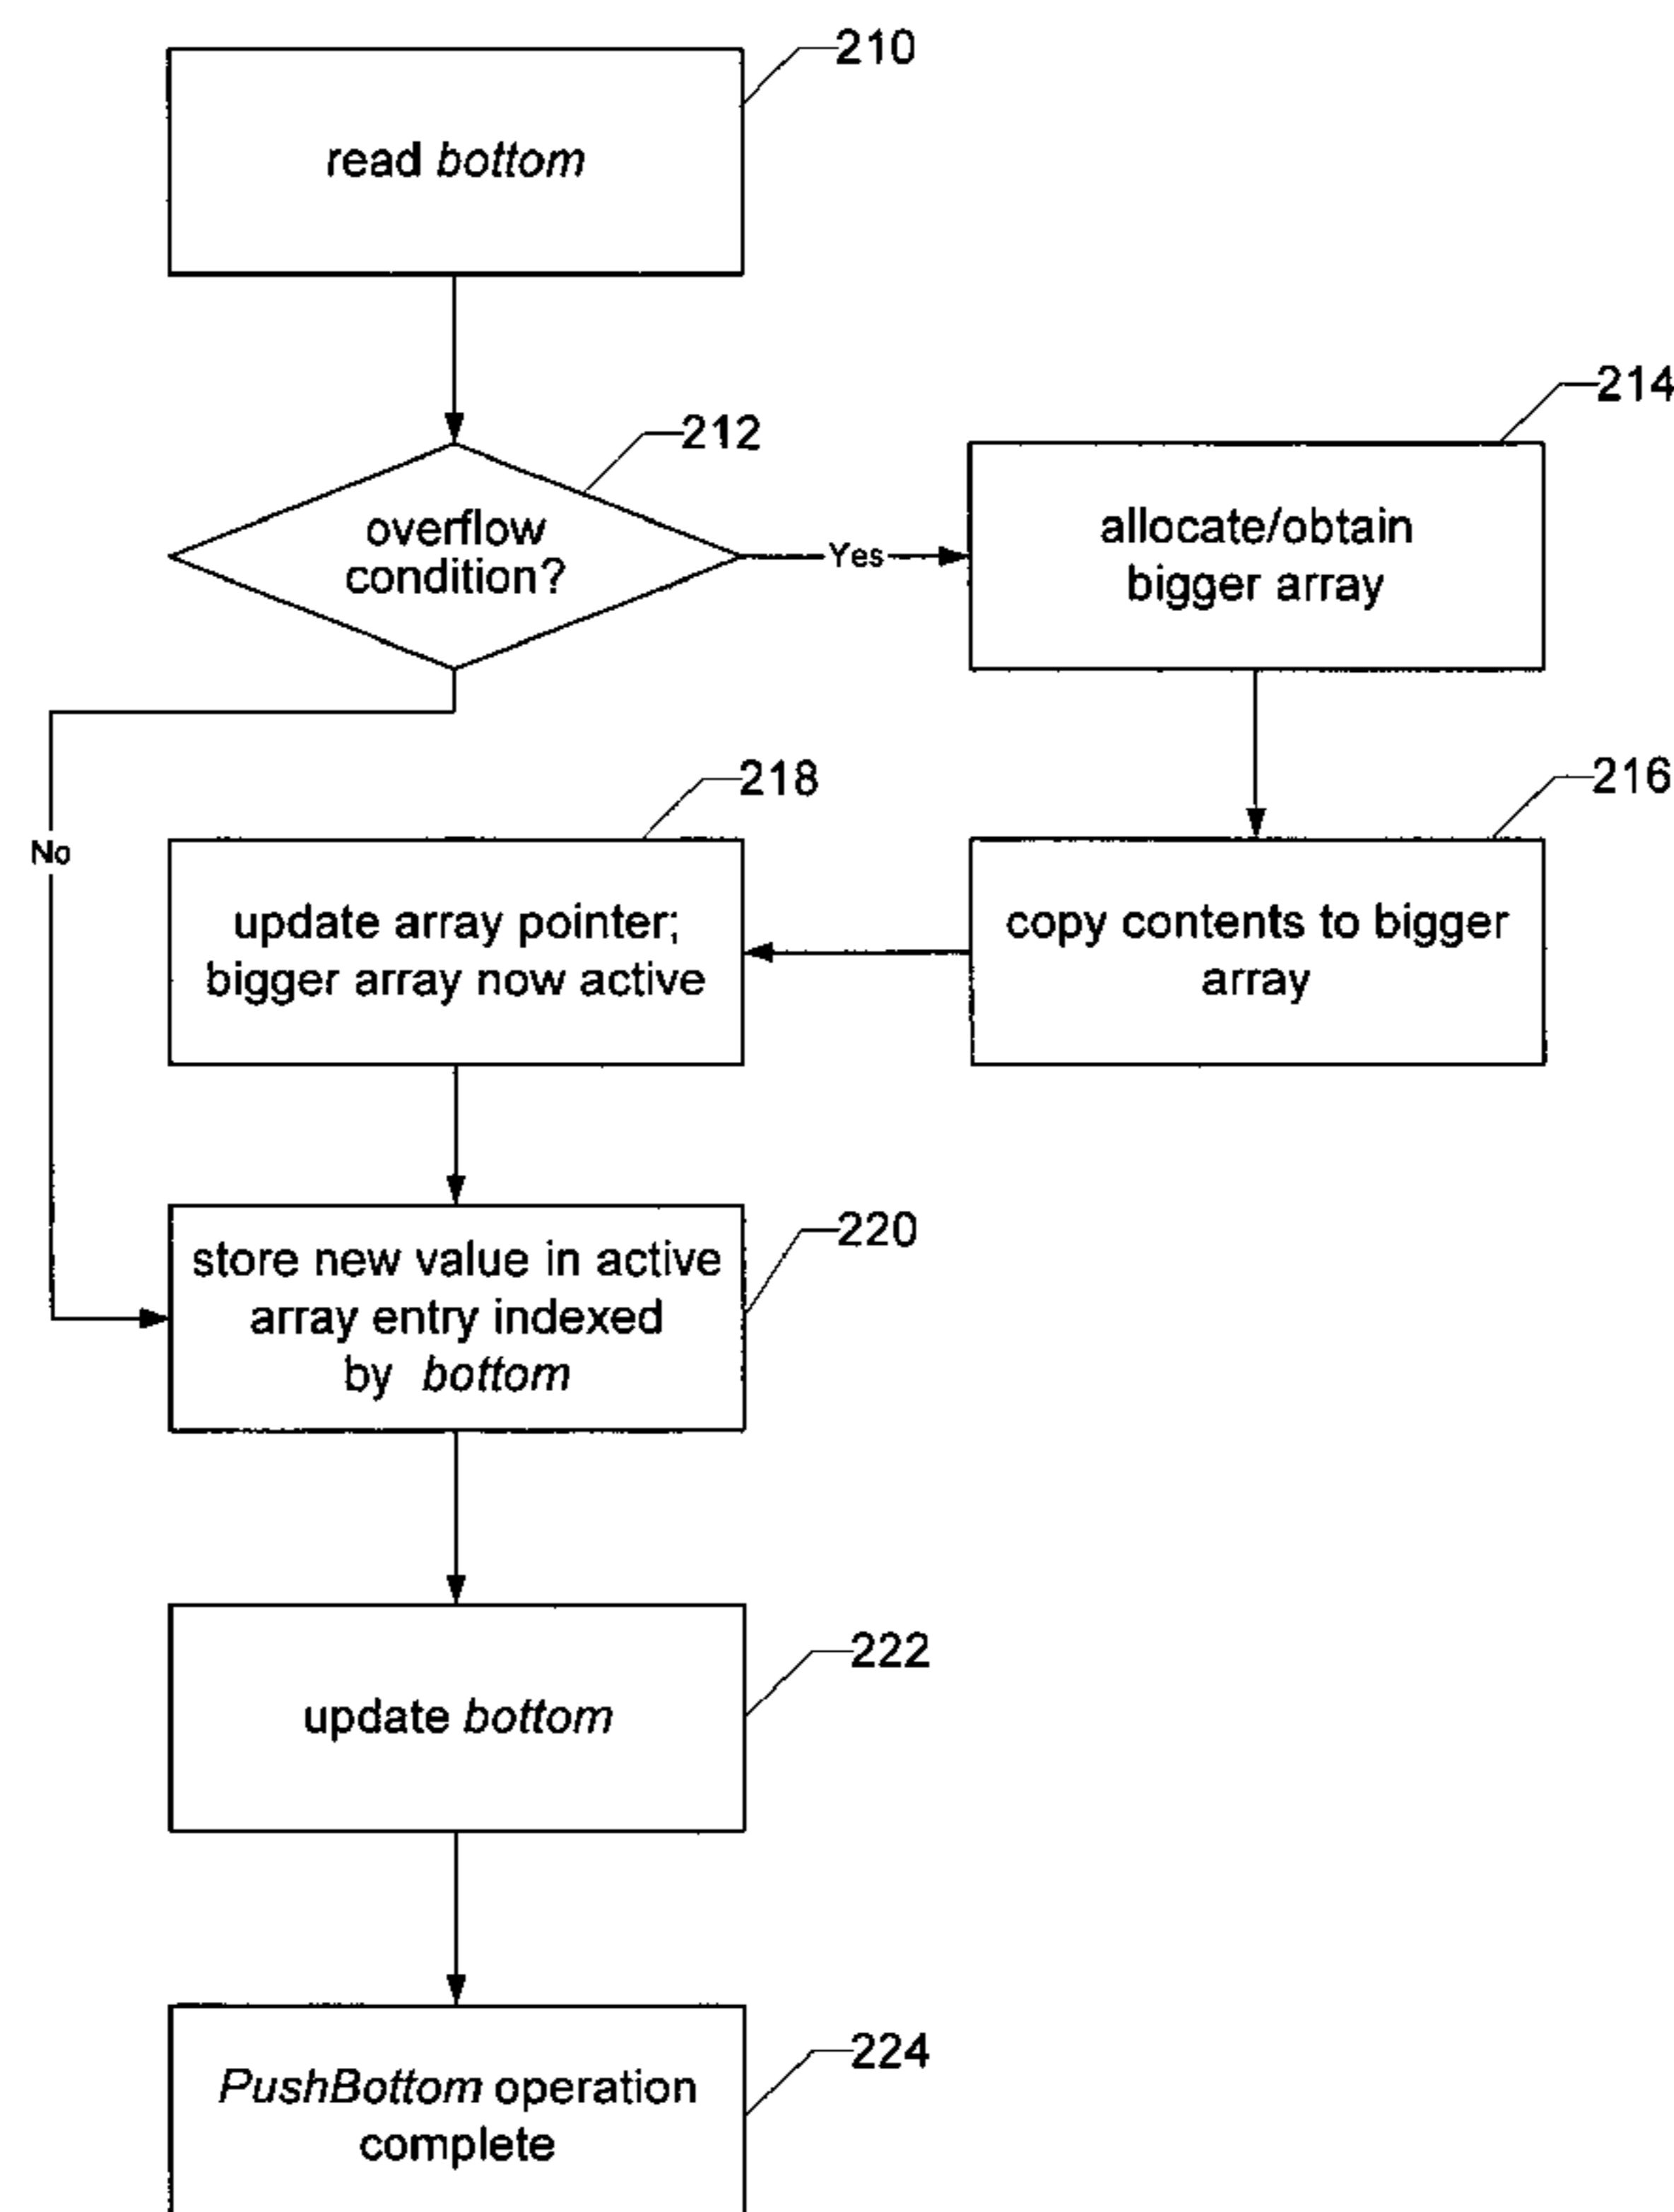 210
read bottom
212
overflow
condition?
Yes
214
allocate/obtain
bigger array
216
copy contents to bigger
array
218
update array pointer;
bigger array now active
No
220
store new value in active
array entry indexed
by bottom
222
update bottom
224
PushBottom operation
complete